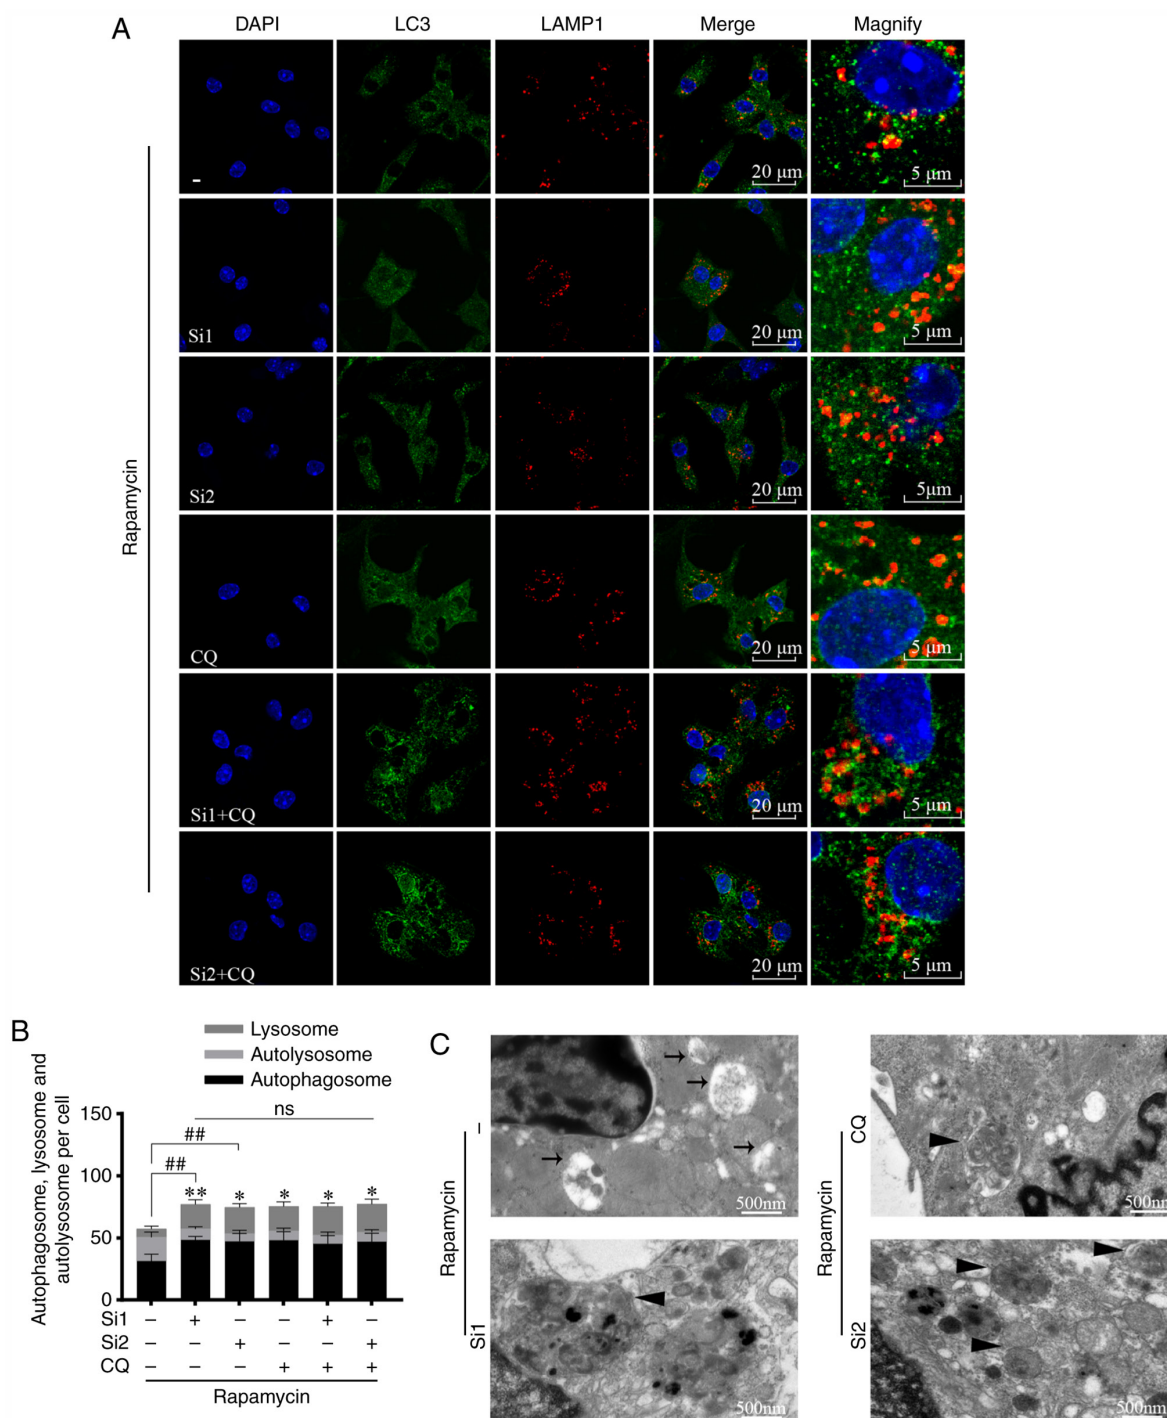 A
DAPI LC3 LAMP1 Merge Magnify
Rapamycin
–
20 μm 5 μm
Si1
20 μm 5 μm
Si2
20 μm 5μm
CQ
20 μm 5 μm
Si1+CQ
20 μm 5 μm
Si2+CQ
20 μm 5 μm
B
Lysosome
Autolysosome
Autophagosome
Autophagosome, lysosome and
autolysosome per cell
150
100
50
0
ns
##
##
** * * * *
Si1 – + – – + –
Si2 – – + – – +
CQ – – – + + +
Rapamycin
C
Rapamycin
–
500nm
Si1
500nm
Rapamycin
CQ
500nm
Si2
500nm